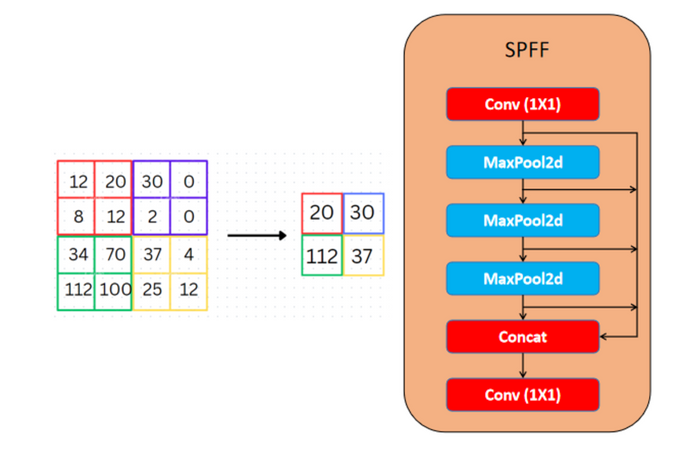 12 20 30 0
8 12 2 0
34 70 37 4
112 100 25 12
20 30
112 37
SPFF
Conv (1X1)
MaxPool2d
MaxPool2d
MaxPool2d
Concat
Conv (1X1)